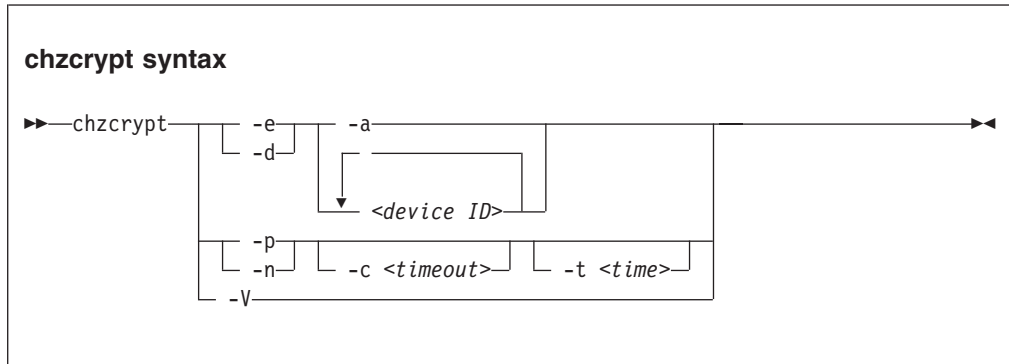 chzcrypt syntax
chzcrypt -e -a
-d
<device ID>
-p
-n -c <timeout> -t <time>
-V